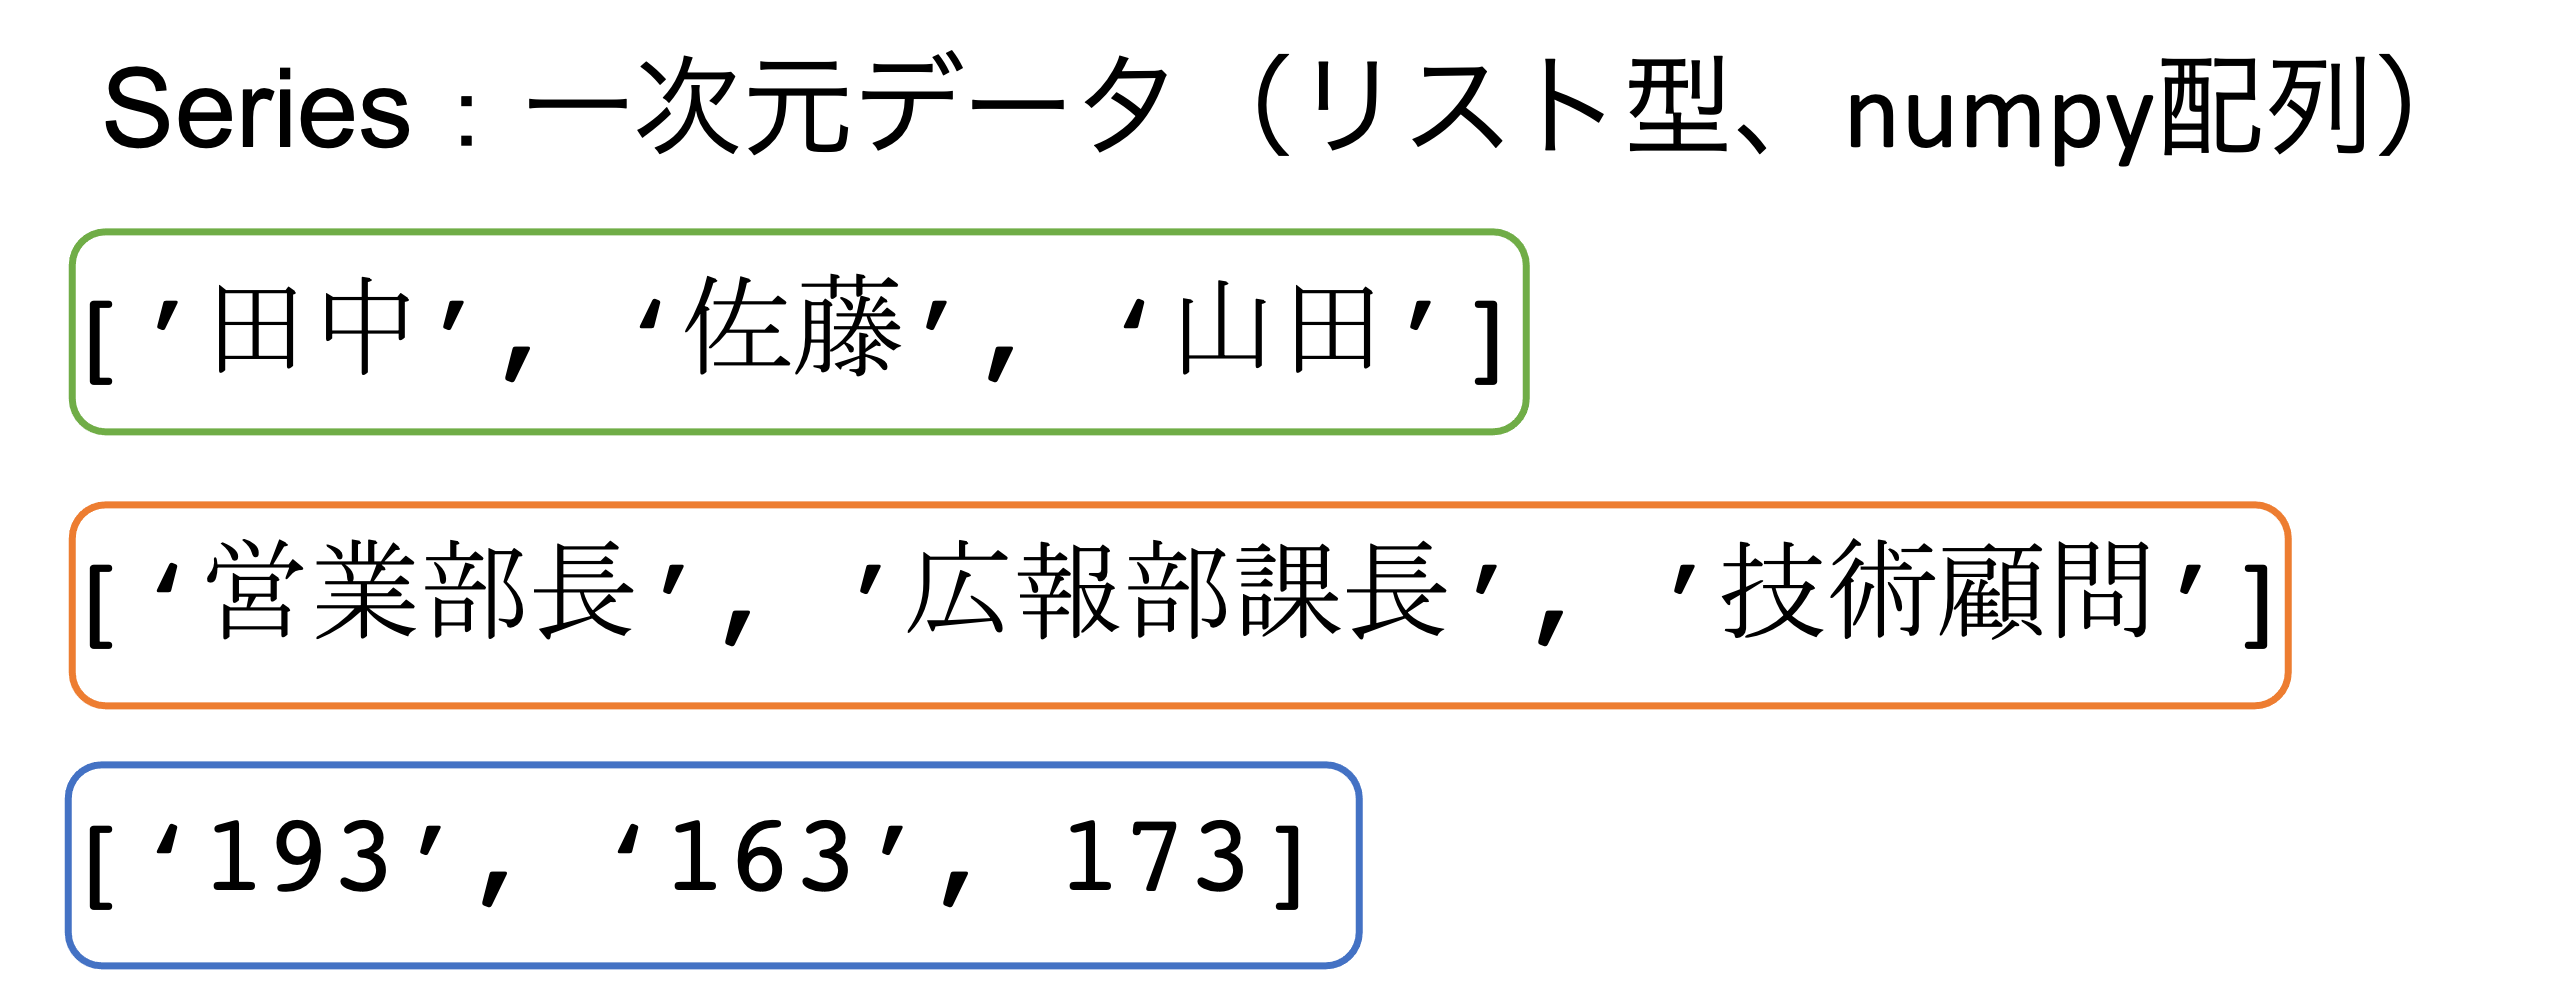 Series：一次元データ（リスト型、numpy配列）
[’田中’, ‘佐藤’, ‘山田’]
[‘営業部長’, ’広報部課長’, ’技術顧問’]
[‘193’, ‘163’, 173]